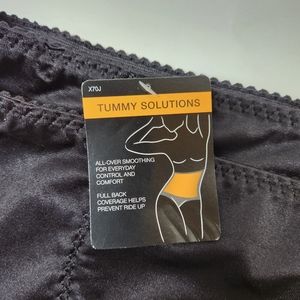 X70J
TUMMY SOLUTIONS
ALL-OVER SMOOTHING
FOR EVERYDAY
CONTROL AND
COMFORT
FULL BACK
COVERAGE HELPS
PREVENT RIDE UP